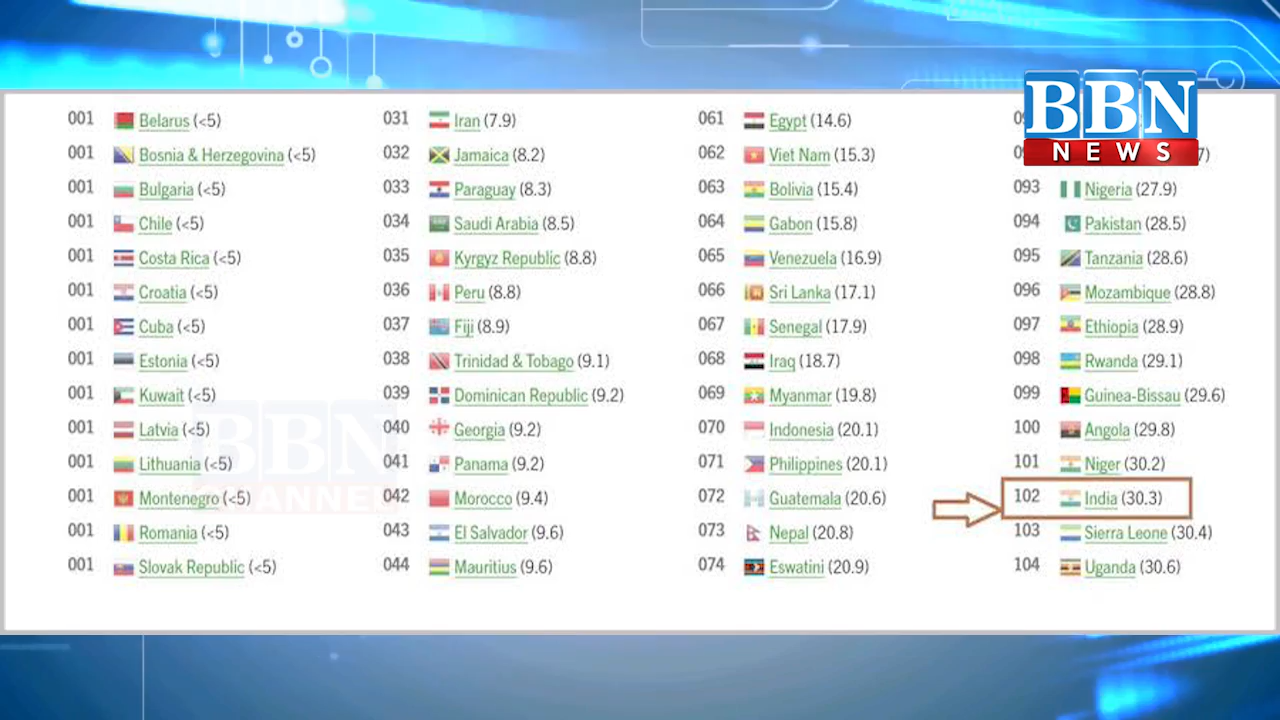 001 Belarus (<5)
001 Bosnia & Herzegovina (<5)
001 Bulgaria (<5)
001 Chile (<5)
001 Costa Rica (<5)
001 Croatia (<5)
001 Cuba (<5)
001 Estonia (<5)
001 Kuwait (<5)
001 Latvia (<5)
001 Lithuania (<5)
001 Montenegro (<5)
001 Romania (<5)
001 Slovak Republic (<5)
031 Iran (7.9)
032 Jamaica (8.2)
033 Paraguay (8.3)
034 Saudi Arabia (8.5)
035 Kyrgyz Republic (8.8)
036 Peru (8.8)
037 Fiji (8.9)
038 Trinidad & Tobago (9.1)
039 Dominican Republic (9.2)
040 Georgia (9.2)
041 Panama (9.2)
042 Morocco (9.4)
043 El Salvador (9.6)
044 Mauritius (9.6)
061 Egypt (14.6)
062 Viet Nam (15.3)
063 Bolivia (15.4)
064 Gabon (15.8)
065 Venezuela (16.9)
066 Sri Lanka (17.1)
067 Senegal (17.9)
068 Iraq (18.7)
069 Myanmar (19.8)
070 Indonesia (20.1)
071 Philippines (20.1)
072 Guatemala (20.6)
073 Nepal (20.8)
074 Eswatini (20.9)
BBN
NEWS
093 Nigeria (27.9)
094 Pakistan (28.5)
095 Tanzania (28.6)
096 Mozambique (28.8)
097 Ethiopia (28.9)
098 Rwanda (29.1)
099 Guinea-Bissau (29.6)
100 Angola (29.8)
101 Niger (30.2)
102 India (30.3)
103 Sierra Leone (30.4)
104 Uganda (30.6)
BBN
CHANNEL